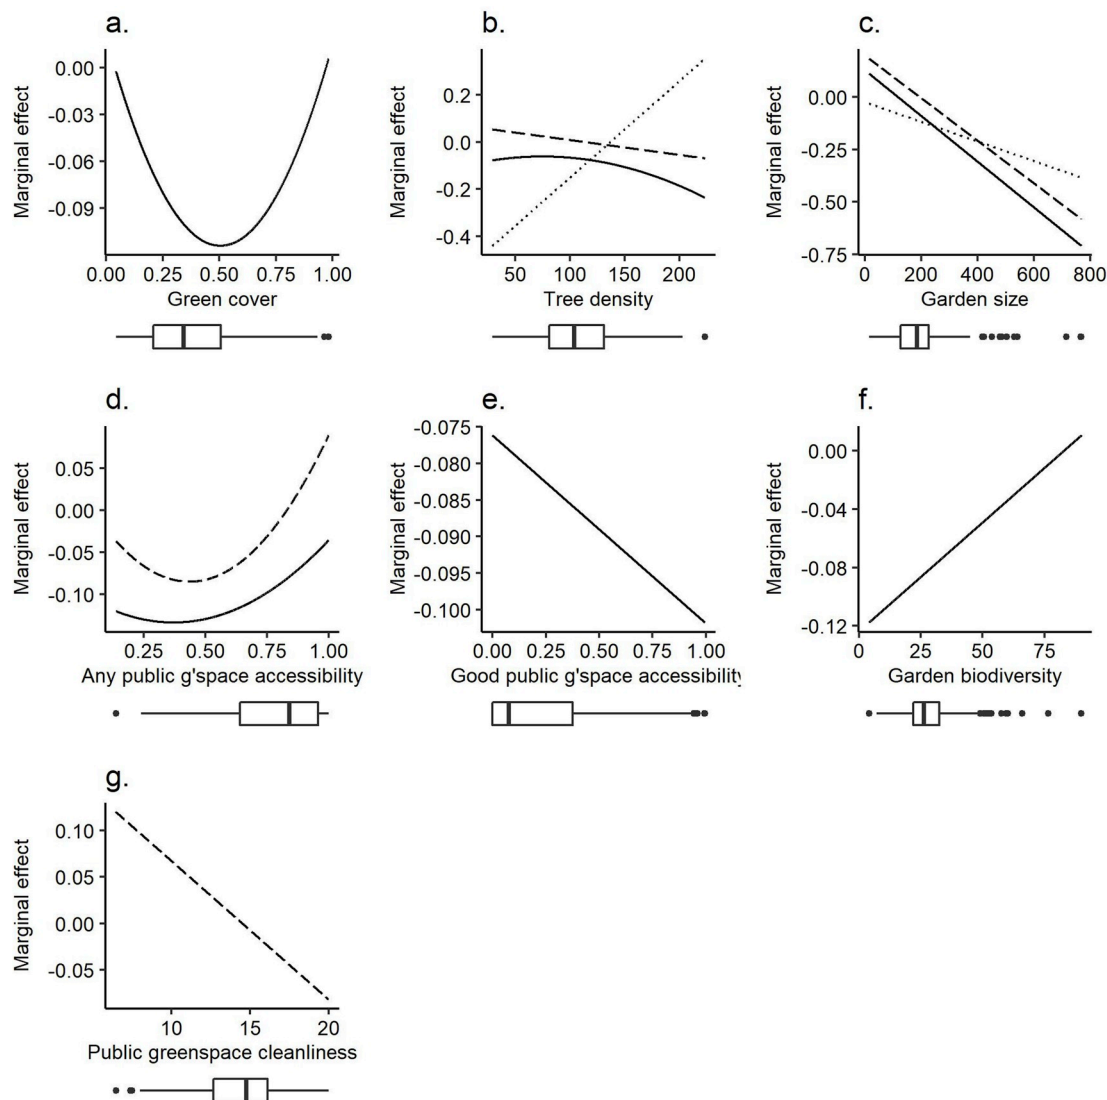 a.
b.
c.
Marginal effect
0.00
-0.03
-0.06
-0.09
0.00 0.25 0.50 0.75 1.00
Green cover
Marginal effect
0.2
0.0
-0.2
-0.4
50 100 150 200
Tree density
Marginal effect
0.00
-0.25
-0.50
-0.75
0 200 400 600 800
Garden size
d.
e.
f.
Marginal effect
0.05
0.00
-0.05
-0.10
0.25 0.50 0.75 1.00
Any public g'space accessibility
Marginal effect
-0.075
-0.080
-0.085
-0.090
-0.095
-0.100
0.00 0.25 0.50 0.75 1.00
Good public g'space accessibility
Marginal effect
0.00
-0.04
-0.08
-0.12
0 25 50 75
Garden biodiversity
g.
Marginal effect
0.10
0.05
0.00
-0.05
10 15 20
Public greenspace cleanliness